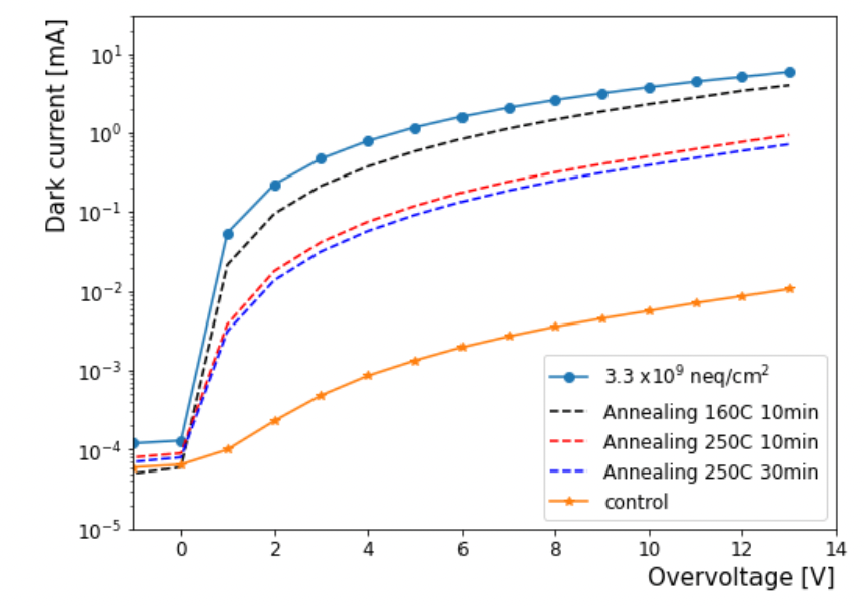 Dark current [mA]
10¹
10⁰
10⁻¹
10⁻²
10⁻³
10⁻⁴
10⁻⁵
3.3 x10⁹ neq/cm²
Annealing 160C 10min
Annealing 250C 10min
Annealing 250C 30min
control
0 2 4 6 8 10 12 14
Overvoltage [V]